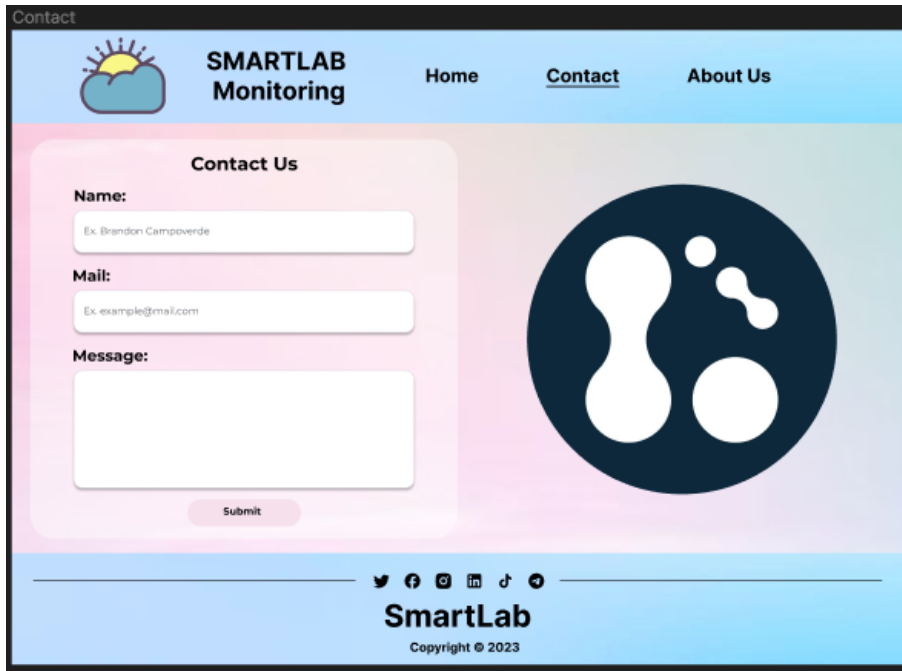 Contact
SMARTLAB
Monitoring
Home
Contact
About Us
Contact Us
Name:
Ex. Brandon Campoverde
Mail:
Ex. example@mail.com
Message:
Submit
SmartLab
Copyright © 2023